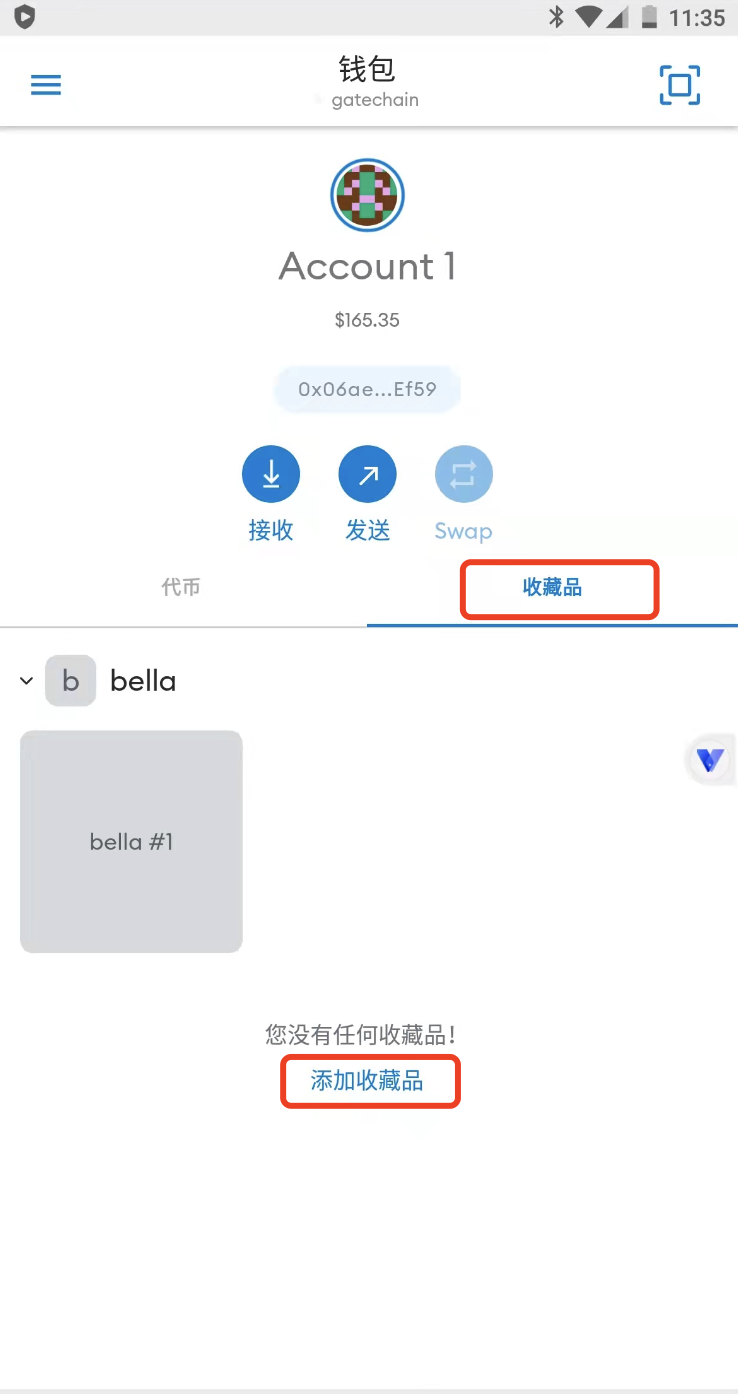 11:35
钱包
gatechain
Account 1
$165.35
0x06ae...Ef59
接收
发送
Swap
代币
收藏品
b
bella
bella #1
您没有任何收藏品！
添加收藏品